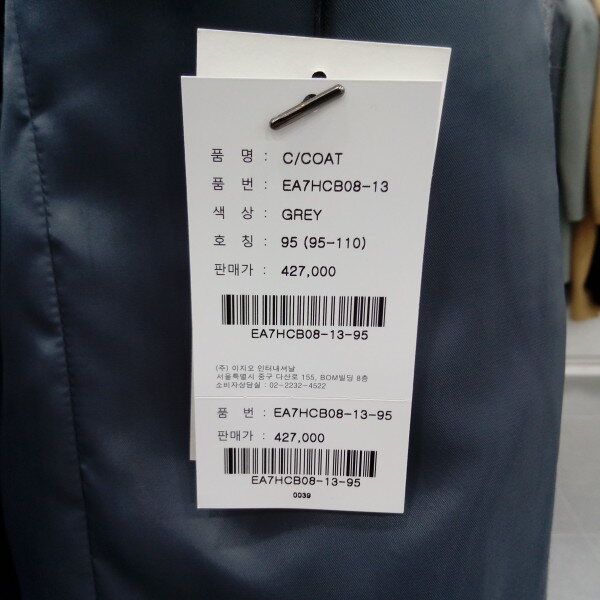 품 명 : C/COAT
품 번 : EA7HCB08-13
색 상 : GREY
호 칭 : 95 (95-110)
판매가 : 427,000
EA7HCB08-13-95
(주) 이지오 인터내셔날
서울특별시 중구 다산로 155, BOM빌딩 8층
소비자상담실 : 02-2232-4522
품 번 : EA7HCB08-13-95
판매가 : 427,000
EA7HCB08-13-95
0039